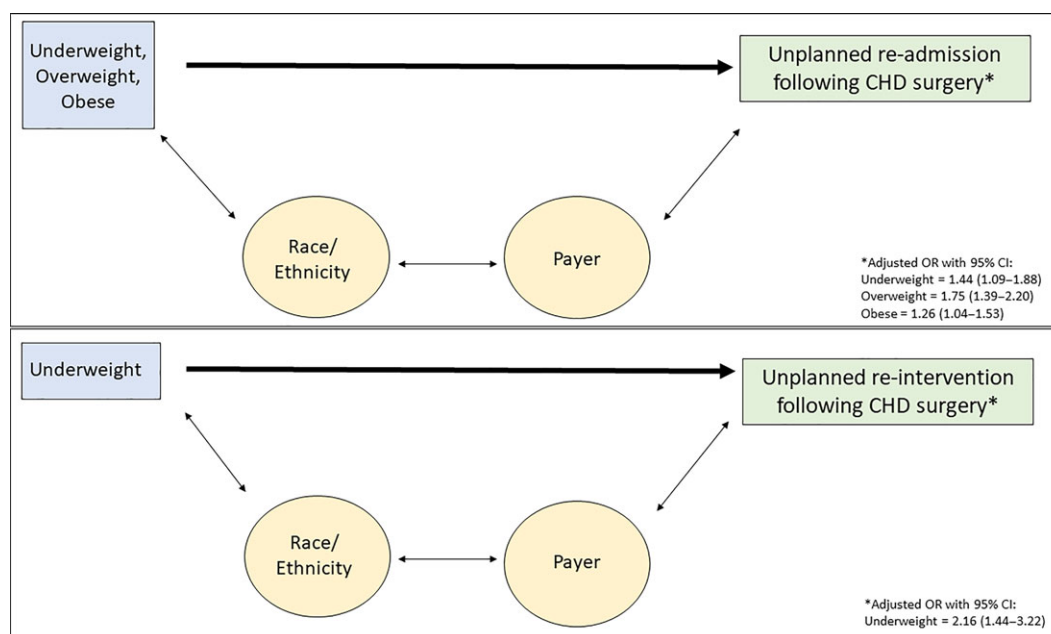 Underweight,
Overweight,
Obese
Unplanned re-admission
following CHD surgery*
Race/
Ethnicity
Payer
*Adjusted OR with 95% CI:
Underweight = 1.44 (1.09–1.88)
Overweight = 1.75 (1.39–2.20)
Obese = 1.26 (1.04–1.53)
Underweight
Unplanned re-intervention
following CHD surgery*
Race/
Ethnicity
Payer
*Adjusted OR with 95% CI:
Underweight = 2.16 (1.44–3.22)